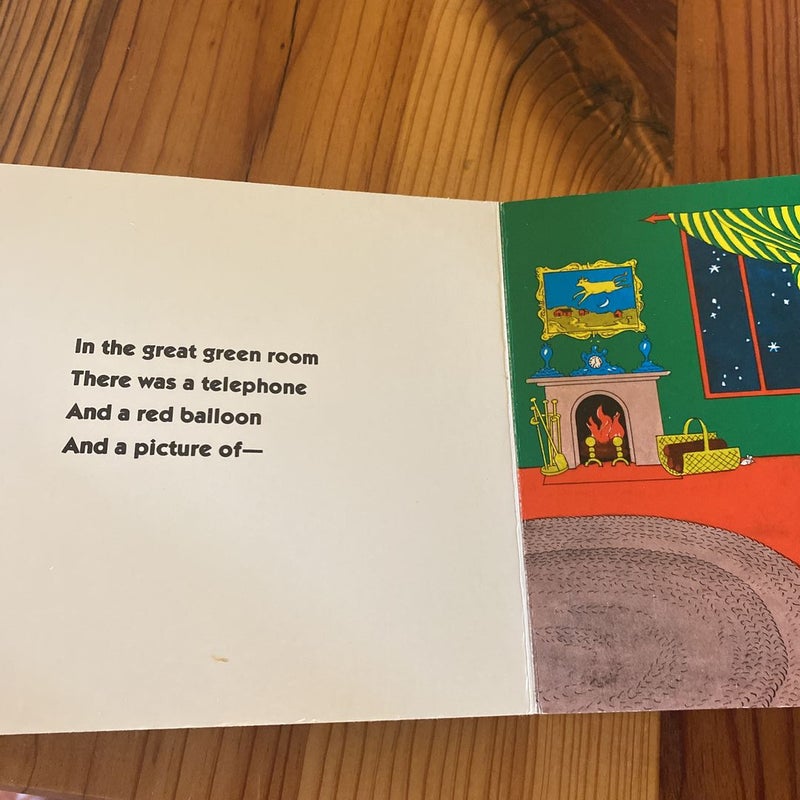 In the great green room
There was a telephone
And a red balloon
And a picture of—